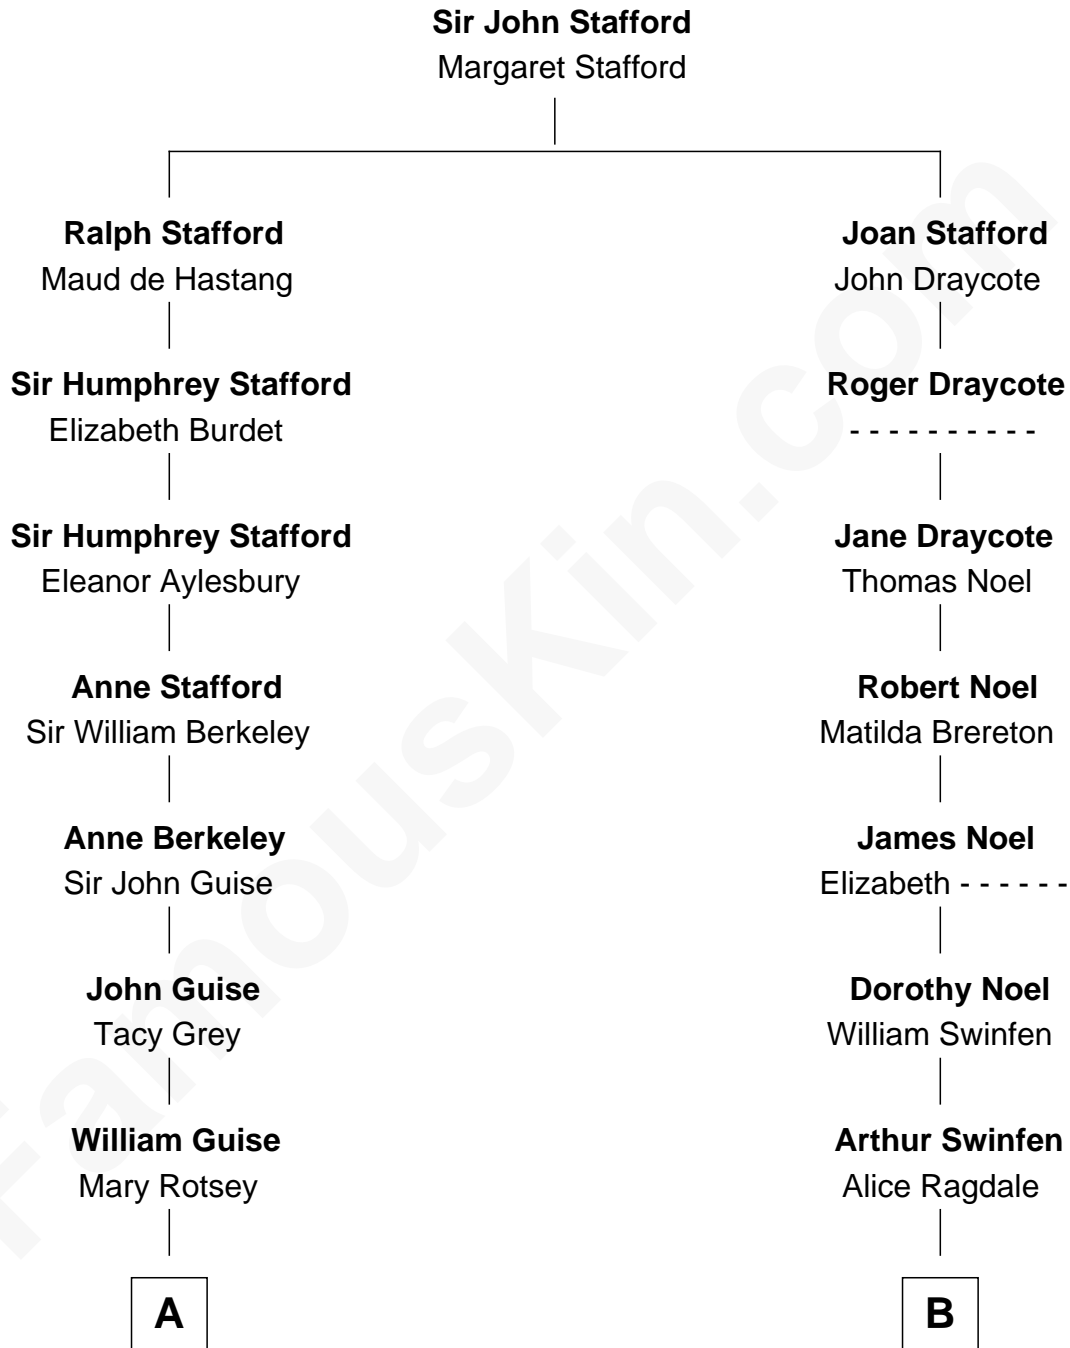 Sir John Stafford
Margaret Stafford
Ralph Stafford
Maud de Hastang
Joan Stafford
John Draycote
Sir Humphrey Stafford
Elizabeth Burdet
Roger Draycote
- - - - - - - - - -
Sir Humphrey Stafford
Eleanor Aylesbury
Jane Draycote
Thomas Noel
Anne Stafford
Sir William Berkeley
Robert Noel
Matilda Brereton
Anne Berkeley
Sir John Guise
James Noel
Elizabeth - - - - - -
John Guise
Tacy Grey
Dorothy Noel
William Swinfen
William Guise
Mary Rotsey
Arthur Swinfen
Alice Ragdale
A
B
FamousKin.com